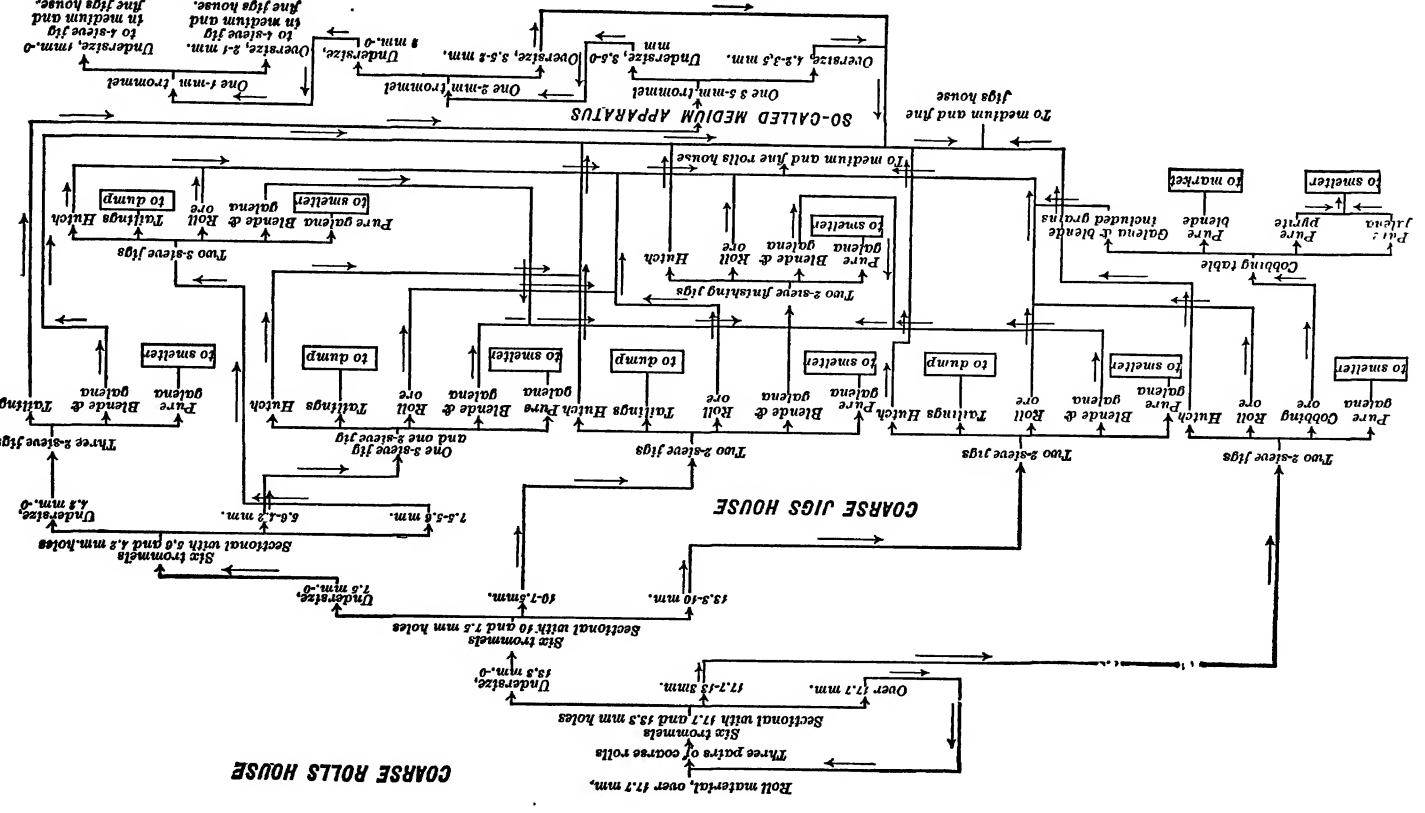 Roll material, over 17.7 mm,
COARSE ROLLS HOUSE
Three pairs of coarse rolls
Six trommels
Sectional with 17.7 and 13.3 mm holes
Over 17.7 mm.
17.7-13.3mm.
Undersize,
13.3 mm.-0
Six trommels
Sectional with 10 and 7.5 mm holes
13.3-10 mm.
10-7.5mm.
Undersize,
7.5 mm.-0
COARSE JIGS HOUSE
Six trommels
Sectional with 5.6 and 4.2 mm.holes
7.5-5.6 mm
5.6-4.2 mm.
Undersize,
4.2 mm.-0
Two 2-sieve jigs
Pure
galena
to smelter
Cobbing
ore
Roll
ore
Hutch
Two 2-sieve jigs
Pure
galena
to smelter
Blende &
galena
Roll
ore
Tailings
to dump
Hutch
Two 2-sieve jigs
Pure
galena
to smelter
Blende &
galena
Roll
ore
Tailings
to dump
Hutch
One 3-sieve jig
and one 2-sieve jig
Pure
galena
to smelter
Blende &
galena
Roll
ore
Tailings
to dump
Hutch
Three 2-sieve jigs
Pure
galena
to smelter
Blende &
galena
Tailing
Cobbing table
galena
Pure
pyrite
to smelter
Pure
blende
to market
Galena & blende
included grains
Two 2-sieve finishing jigs
Pure
galena
to smelter
Blende &
galena
Roll
ore
Hutch
Two 3-sieve jigs
Pure galena
to smelter
Blende &
galena
Roll
ore
Tailings
to dump
Hutch
To medium and fine rolls house
To medium and fine
jigs house
SO-CALLED MEDIUM APPARATUS
One 3.5-mm trommel
Oversize, 4.2-3.5 mm.
Undersize, 3.5-0
mm
One 2-mm trommel
Oversize, 3.5-2 mm.
Undersize,
2 mm.-0
One 1-mm trommel
Oversize, 2-1 mm.
to 4-sieve jig
in medium and
fine jigs house.
Undersize, 1mm.-0
to 4-sieve jig
in medium and
fine jigs house,